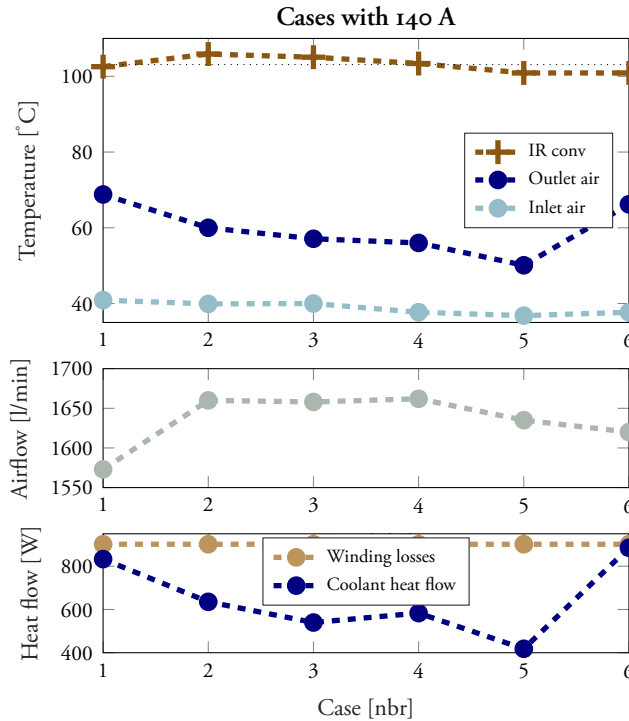 Cases with 140 A
Temperature [°C]
100
80
60
40
IR conv
Outlet air
Inlet air
1 2 3 4 5 6
Airflow [l/min]
1700
1650
1600
1550
1 2 3 4 5 6
Heat flow [W]
800
600
400
Winding losses
Coolant heat flow
1 2 3 4 5 6
Case [nbr]